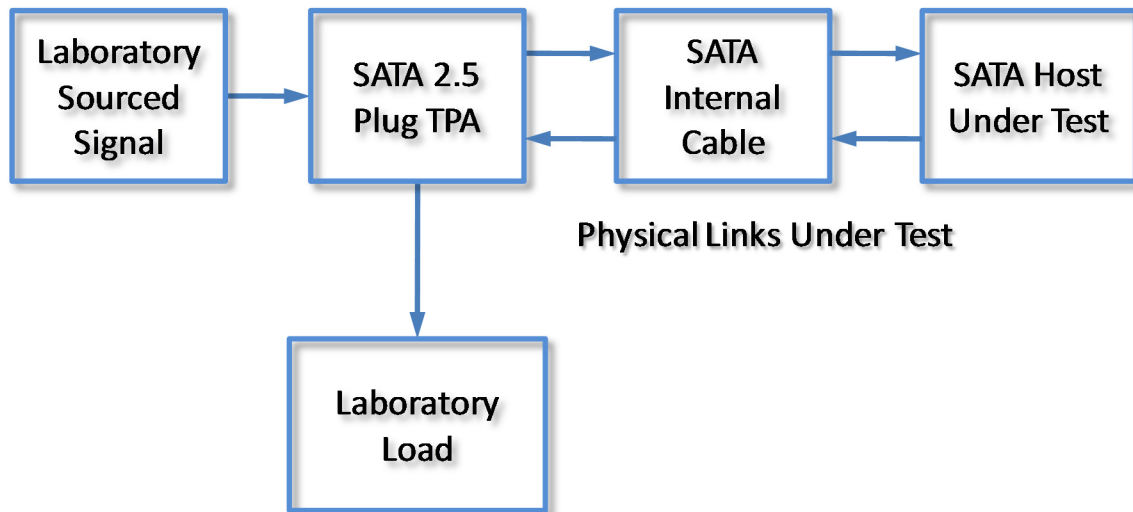 Laboratory
Sourced
Signal
SATA 2.5
Plug TPA
SATA
Internal
Cable
SATA Host
Under Test
Physical Links Under Test
Laboratory
Load